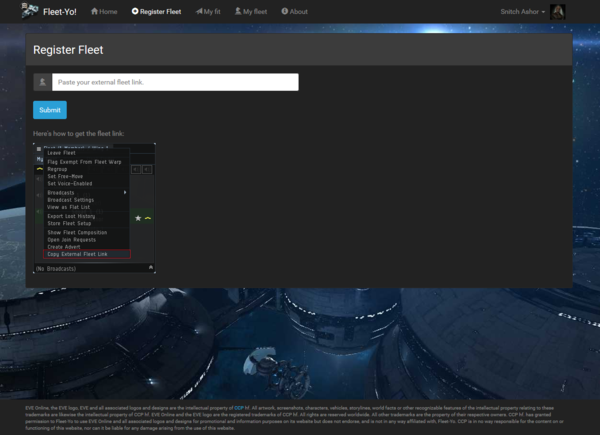 Fleet-Yo! Home Register Fleet My fit My fleet About Snitch Ashor
Register Fleet
Paste your external fleet link.
Submit
Here's how to get the fleet link:
Leave Fleet
Flag Exempt From Fleet Warp
Regroup
Set Free-Move
Set Voice-Enabled
Broadcasts
Broadcast Settings
View as Flat List
Export Loot History
Store Fleet Setup
Show Fleet Composition
Open Join Requests
Create Advert
Copy External Fleet Link
(No Broadcasts)
EVE Online, the EVE logo, EVE and all associated logos and designs are the intellectual property of CCP hf. All artwork, screenshots, characters, vehicles, storylines, world facts or other recognizable features of the intellectual property relating to these
trademarks are likewise the intellectual property of CCP hf. EVE Online and the EVE logo are the registered trademarks of CCP hf. All rights are reserved worldwide. All other trademarks are the property of their respective owners. CCP hf. has granted
permission to Fleet-Yo to use EVE Online and all associated logos and designs for promotional and information purposes on its website but does not endorse, and is not in any way affiliated with, Fleet-Yo. CCP is in no way responsible for the content on or
functioning of this website, nor can it be liable for any damage arising from the use of this website.